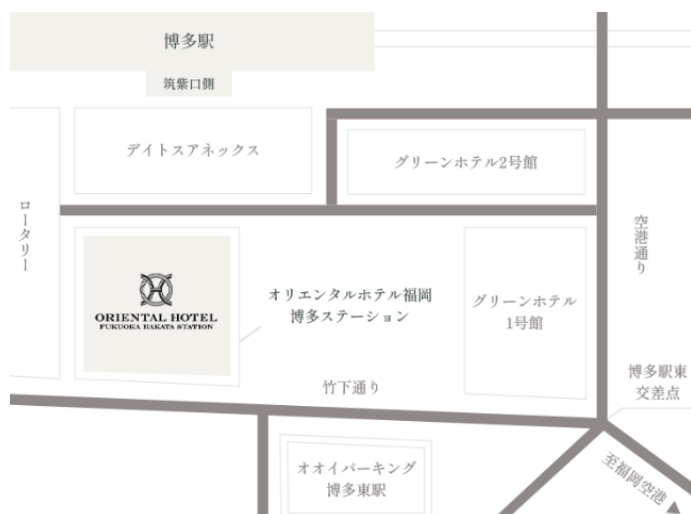 博多駅
筑紫口側
デイトスアネックス
グリーンホテル2号館
ロータリー
空港通り
ORIENTAL HOTEL
FUKUOKA HAKATA STATION
オリエンタルホテル福岡
博多ステーション
グリーンホテル
1号館
竹下通り
博多駅東
交差点
オオイパーキング
博多東駅
至福岡空港